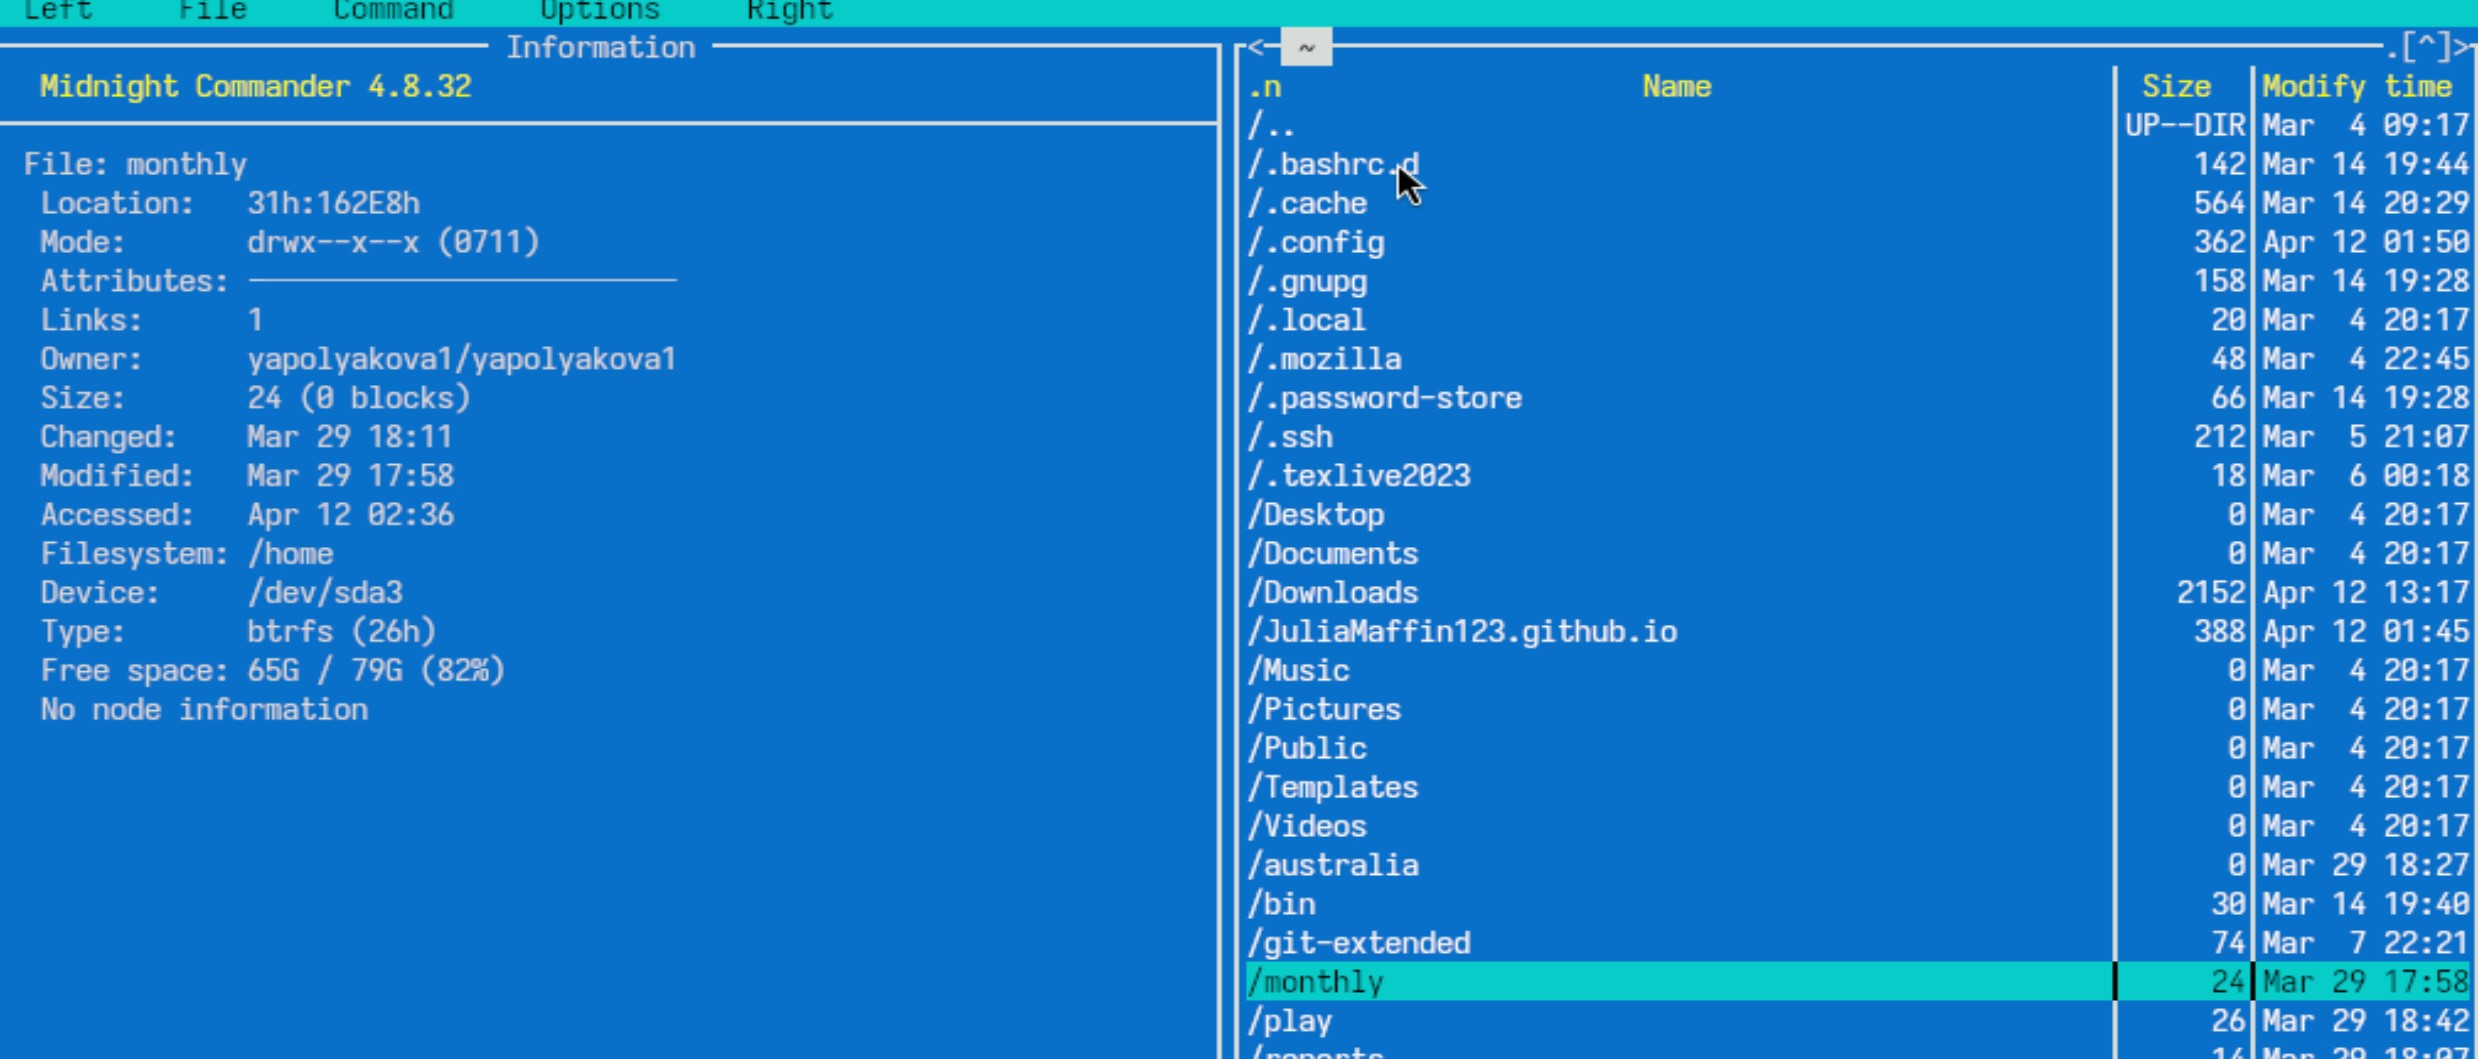 Left File Command Options Right
Information
Midnight Commander 4.8.32
File: monthly
Location: 31h:162E8h
Mode: drwx--x--x (0711)
Attributes: -------------------------
Links: 1
Owner: yapolyakova1/yapolyakova1
Size: 24 (0 blocks)
Changed: Mar 29 18:11
Modified: Mar 29 17:58
Accessed: Apr 12 02:36
Filesystem: /home
Device: /dev/sda3
Type: btrfs (26h)
Free space: 65G / 79G (82%)
No node information
< ~ .[^]>
.n Name Size Modify time
/.. UP--DIR Mar 4 09:17
/.bashrc.d 142 Mar 14 19:44
/.cache 564 Mar 14 20:29
/.config 362 Apr 12 01:50
/.gnupg 158 Mar 14 19:28
/.local 20 Mar 4 20:17
/.mozilla 48 Mar 4 22:45
/.password-store 66 Mar 14 19:28
/.ssh 212 Mar 5 21:07
/.texlive2023 18 Mar 6 00:18
/Desktop 0 Mar 4 20:17
/Documents 0 Mar 4 20:17
/Downloads 2152 Apr 12 13:17
/JuliaMaffin123.github.io 388 Apr 12 01:45
/Music 0 Mar 4 20:17
/Pictures 0 Mar 4 20:17
/Public 0 Mar 4 20:17
/Templates 0 Mar 4 20:17
/Videos 0 Mar 4 20:17
/australia 0 Mar 29 18:27
/bin 30 Mar 14 19:40
/git-extended 74 Mar 7 22:21
/monthly 24 Mar 29 17:58
/play 26 Mar 29 18:42
/reports 14 Mar 29 18:07